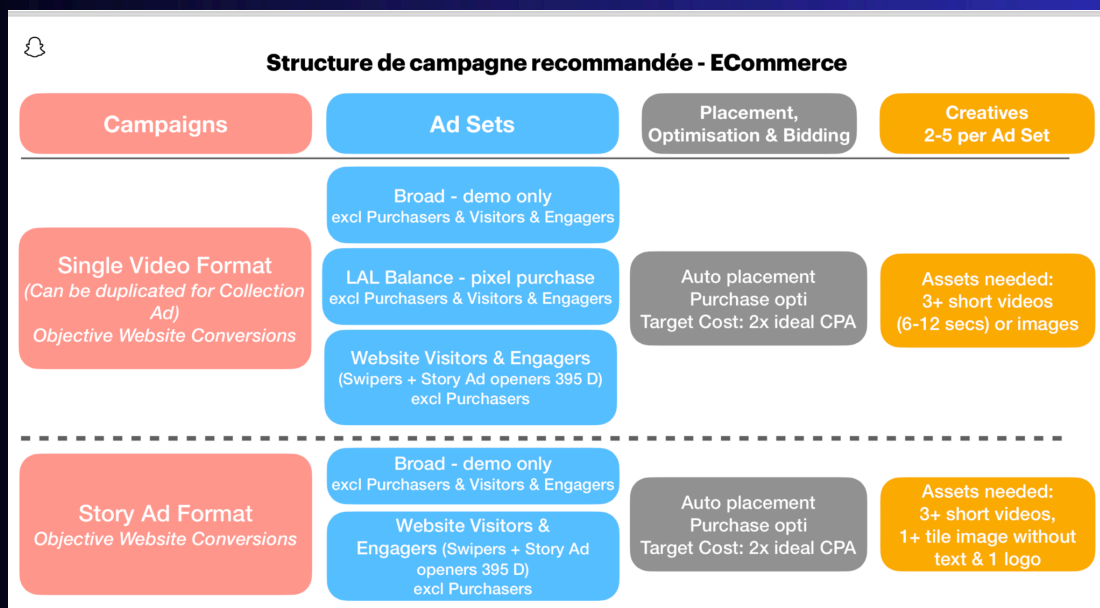 Structure de campagne recommandée - ECommerce
Campaigns
Ad Sets
Placement,
Optimisation & Bidding
Creatives
2-5 per Ad Set
Single Video Format
(Can be duplicated for Collection
Ad)
Objective Website Conversions
Broad - demo only
excl Purchasers & Visitors & Engagers
LAL Balance - pixel purchase
excl Purchasers & Visitors & Engagers
Website Visitors & Engagers
(Swipers + Story Ad openers 395 D)
excl Purchasers
Auto placement
Purchase opti
Target Cost: 2x ideal CPA
Assets needed:
3+ short videos
(6-12 secs) or images
Story Ad Format
Objective Website Conversions
Broad - demo only
excl Purchasers & Visitors & Engagers
Website Visitors &
Engagers (Swipers + Story Ad
openers 395 D)
excl Purchasers
Auto placement
Purchase opti
Target Cost: 2x ideal CPA
Assets needed:
3+ short videos,
1+ tile image without
text & 1 logo